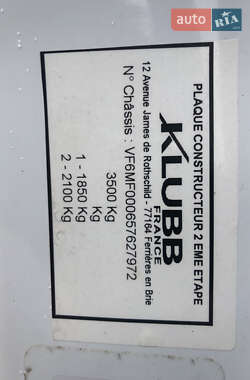 auto RIA.com
PLAQUE CONSTRUCTEUR 2 EME ETAPE
KLUBB
FRANCE
12 Avenue James de Rothschild - 77164 Ferrières en Brie
N° Châssis : VF6MF000657627972
3500 Kg
Kg
1 - 1850 Kg
2 - 2100 Kg